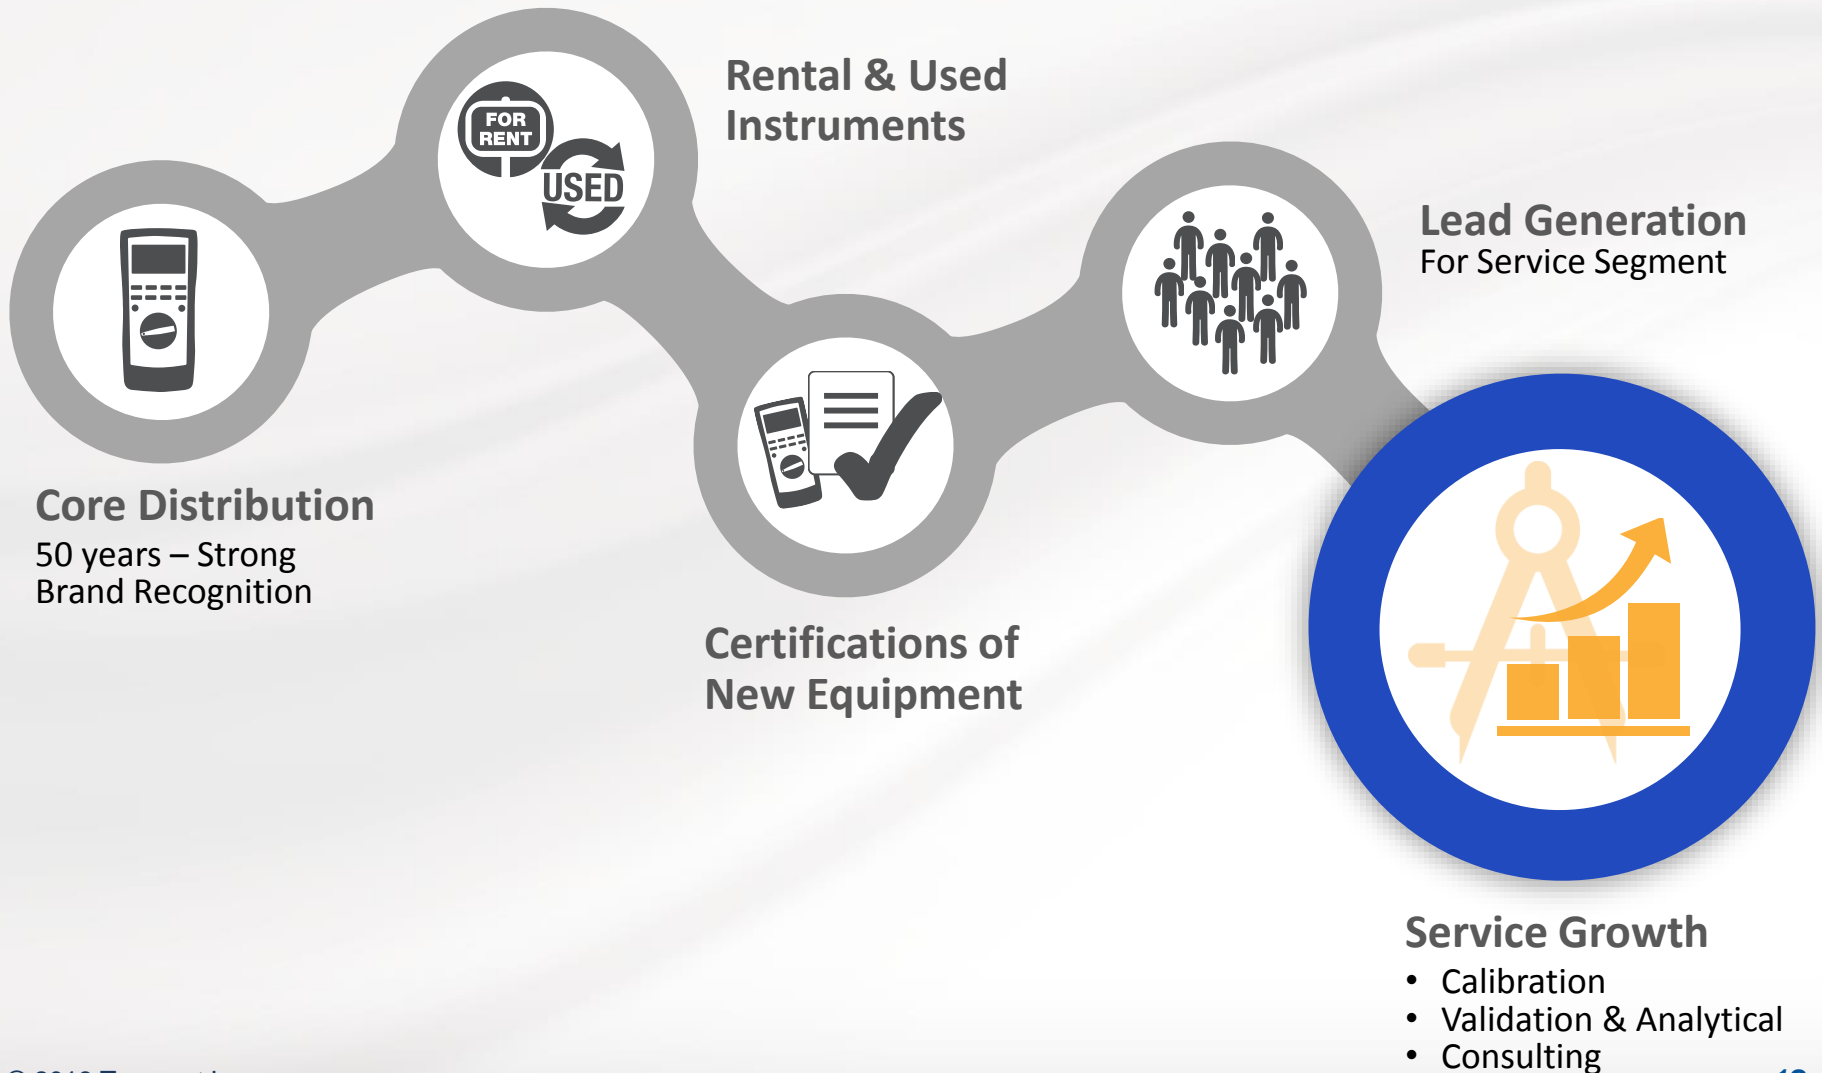 FOR
RENT
USED
Rental & Used
Instruments
Lead Generation
For Service Segment
Core Distribution
50 years – Strong
Brand Recognition
Certifications of
New Equipment
Service Growth
• Calibration
• Validation & Analytical
• Consulting